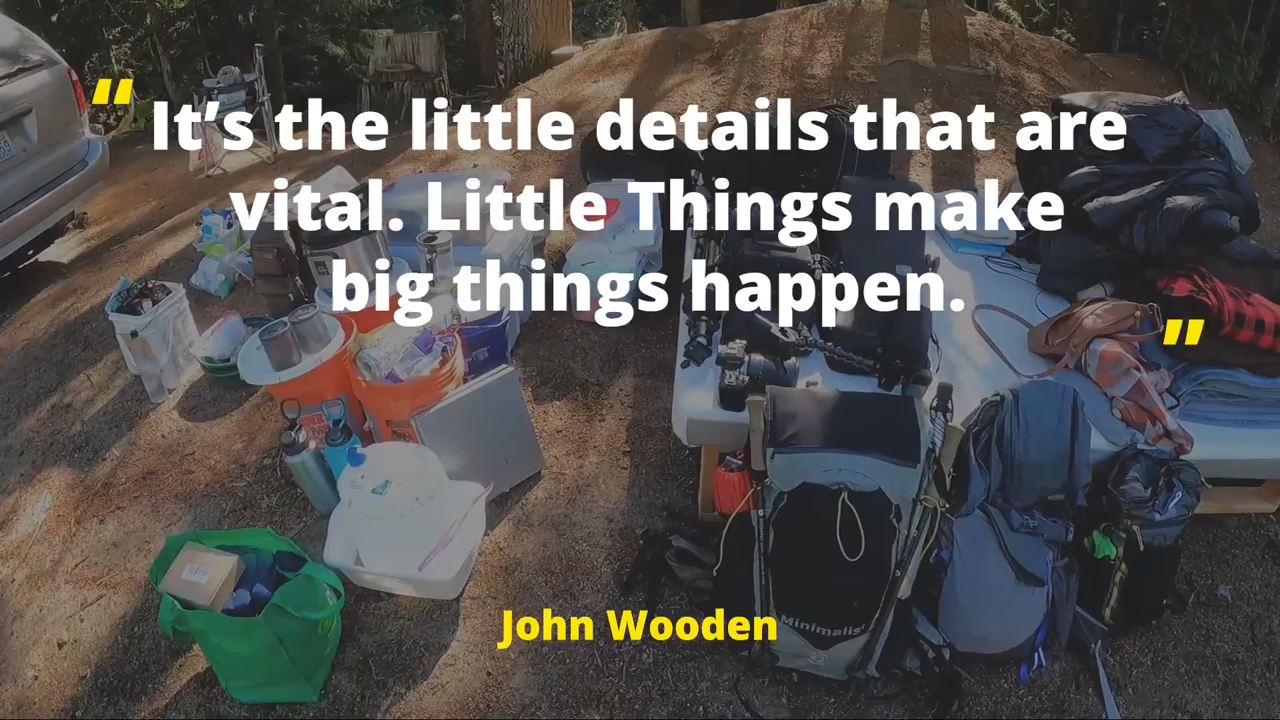 “ It’s the little details that are
vital. Little Things make
big things happen. ”
John Wooden
Minimalist